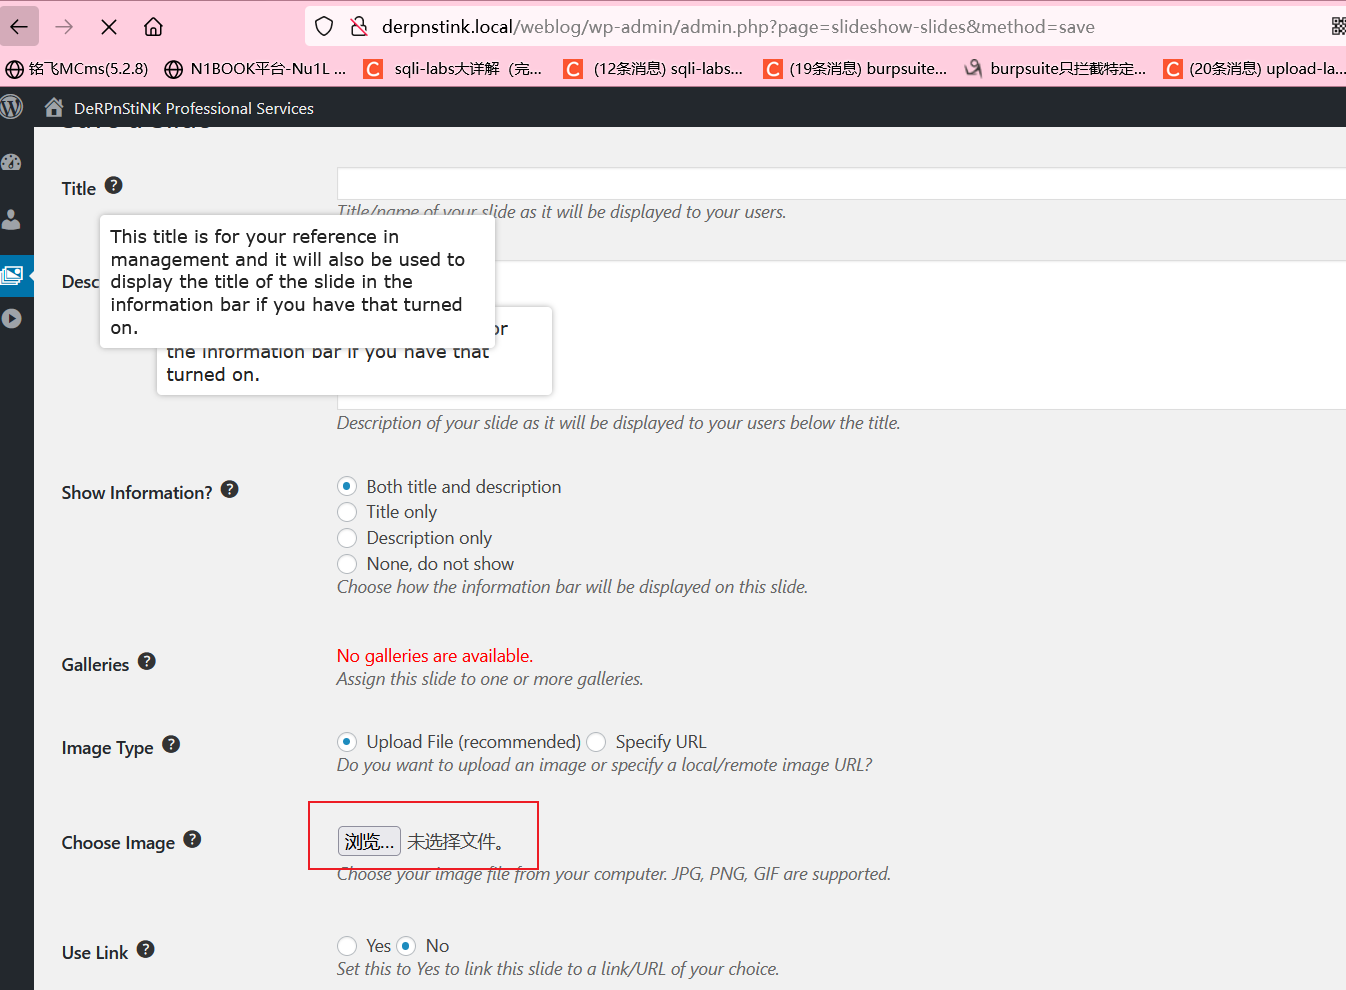 derpnstink.local/weblog/wp-admin/admin.php?page=slideshow-slides&method=save
铭飞MCms(5.2.8) N1BOOK平台-Nu1L ... C sqli-labs大详解（完... C (12条消息) sqli-labs... C (19条消息) burpsuite... burpsuite只拦截特定... C (20条消息) upload-la...
DeRPnStiNK Professional Services
Title
Title/name of your slide as it will be displayed to your users.
This title is for your reference in
management and it will also be used to
display the title of the slide in the
information bar if you have that turned
on.
Desc
or
the information bar if you have that
turned on.
Description of your slide as it will be displayed to your users below the title.
Show Information?
Both title and description
Title only
Description only
None, do not show
Choose how the information bar will be displayed on this slide.
Galleries
No galleries are available.
Assign this slide to one or more galleries.
Image Type
Upload File (recommended) Specify URL
Do you want to upload an image or specify a local/remote image URL?
Choose Image
浏览... 未选择文件。
Choose your image file from your computer. JPG, PNG, GIF are supported.
Use Link
Yes No
Set this to Yes to link this slide to a link/URL of your choice.